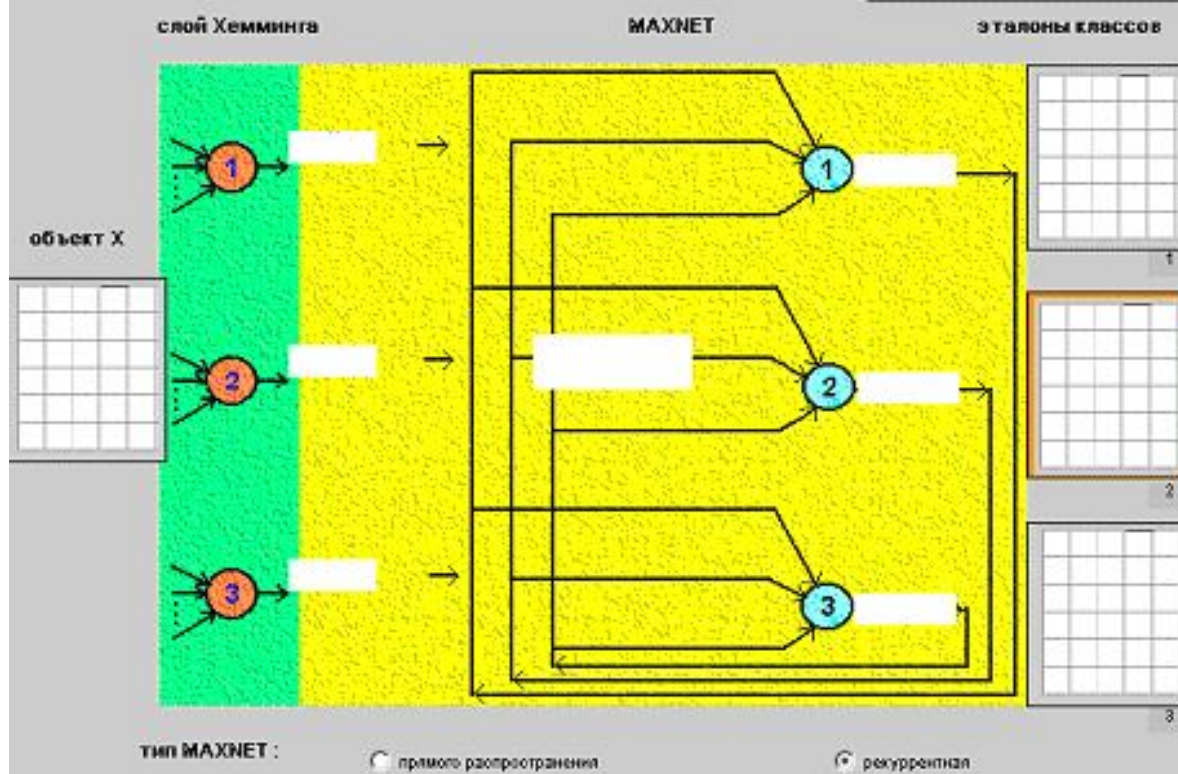 слой Хемминга MAXNET эталоны классов
1 1
1
объект X
2 2
2
3 3
3
тип MAXNET : прямого распространения рекуррентная